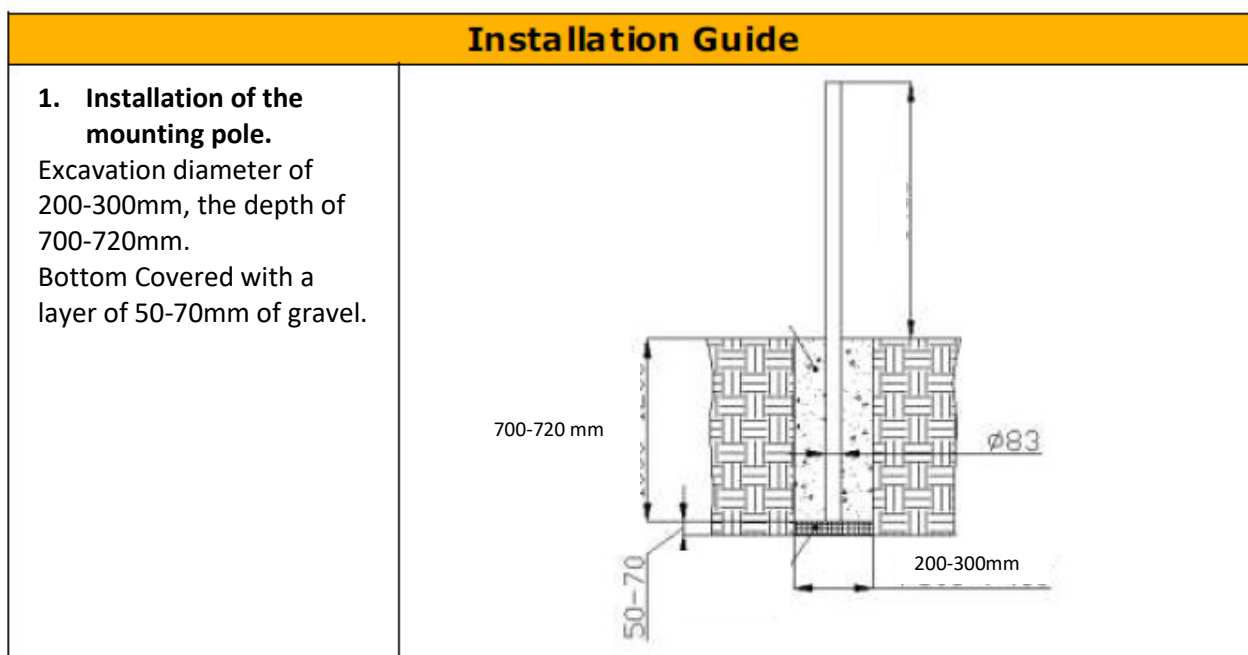 Installation Guide
1. Installation of the
mounting pole.
Excavation diameter of
200-300mm, the depth of
700-720mm.
Bottom Covered with a
layer of 50-70mm of gravel.
700-720 mm
ø83
200-300mm
50-70